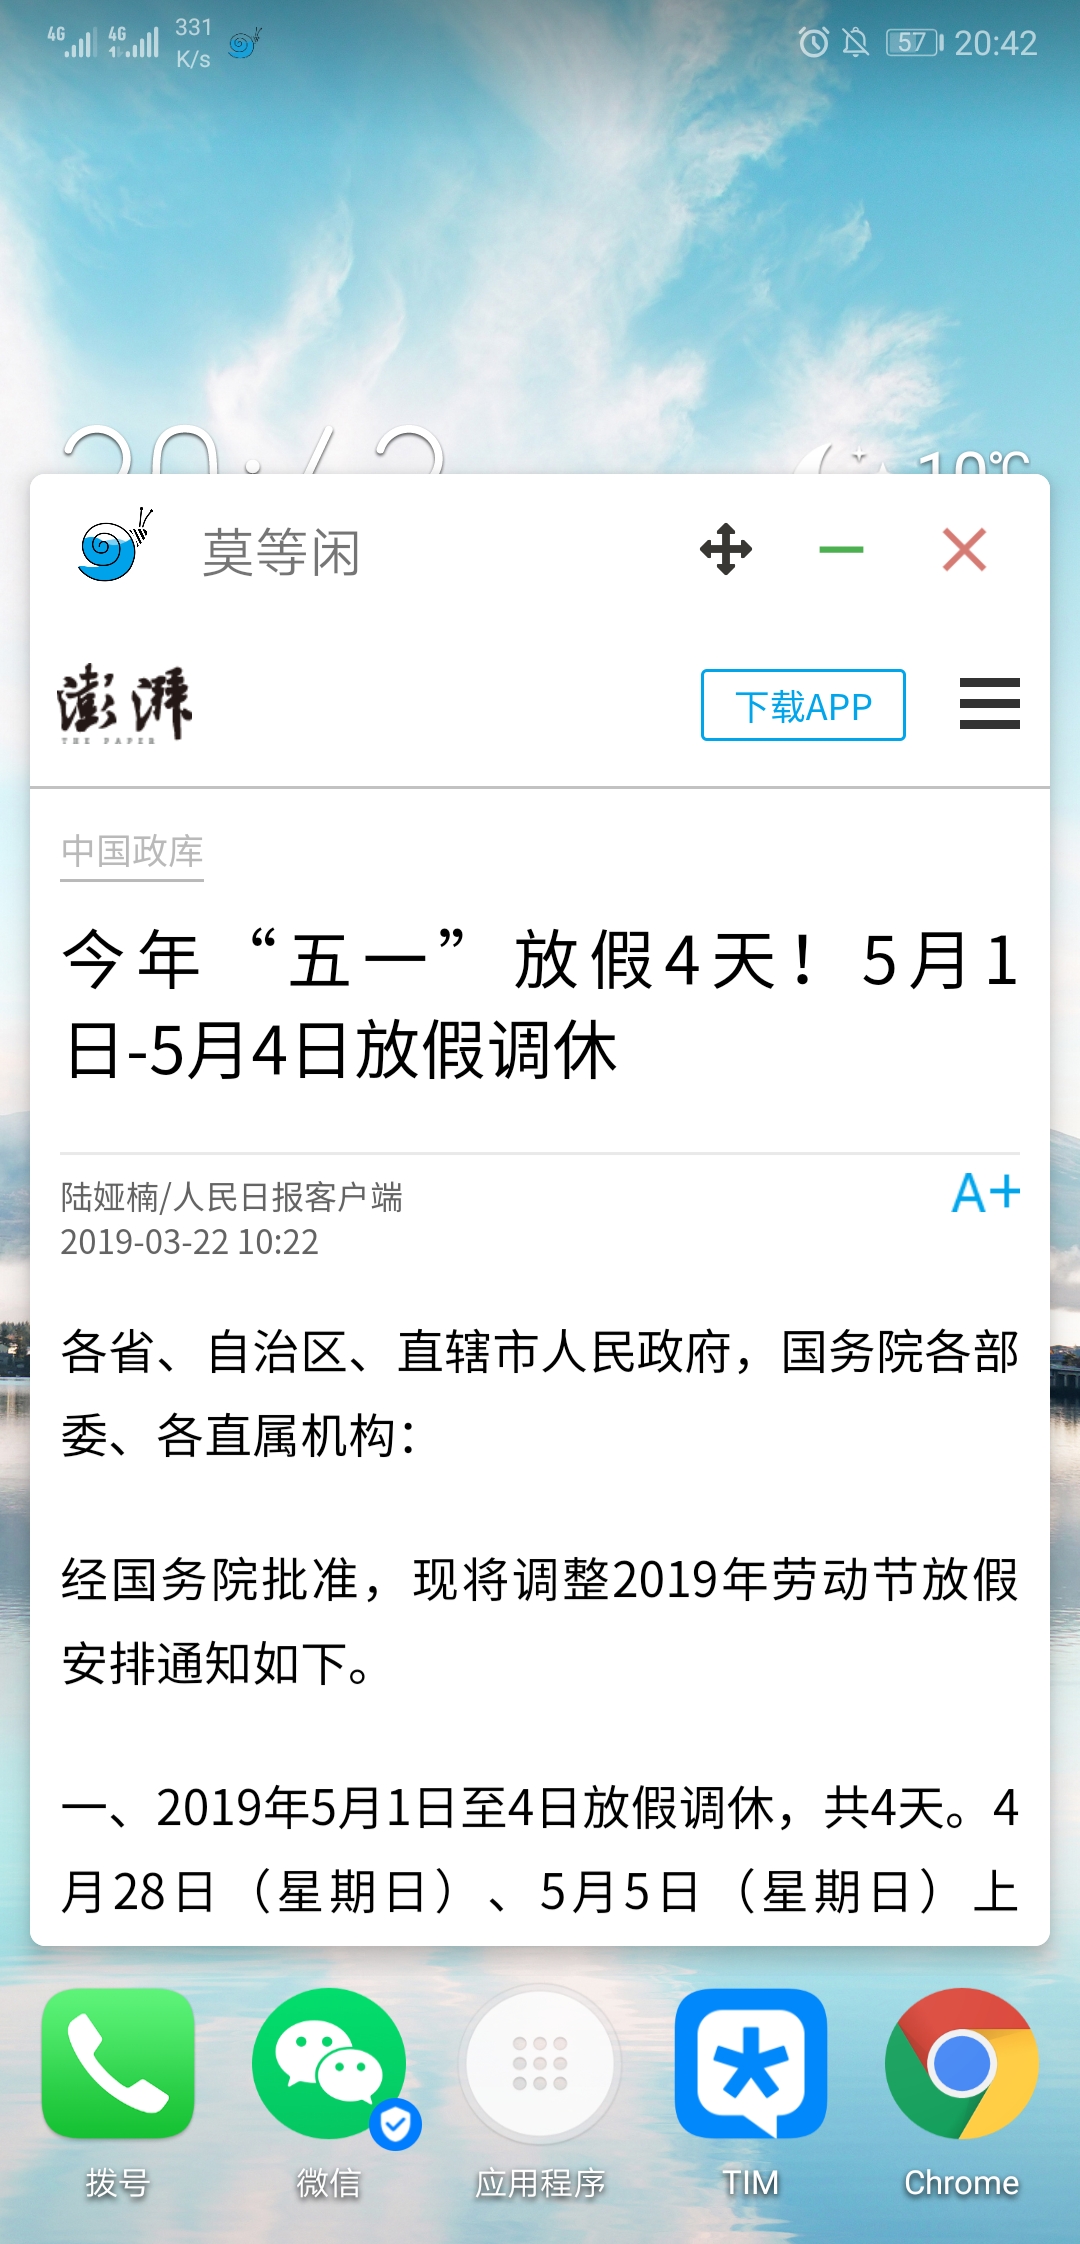 4G 4G 331 K/s 57 20:42
10℃
莫等闲
澎湃
THE PAPER
下载APP
中国政库
今年“五一”放假4天！5月1
日-5月4日放假调休
陆娅楠/人民日报客户端
A+
2019-03-22 10:22
各省、自治区、直辖市人民政府，国务院各部
委、各直属机构：
经国务院批准，现将调整2019年劳动节放假
安排通知如下。
一、2019年5月1日至4日放假调休，共4天。4
月28日（星期日）、5月5日（星期日）上
拨号 微信 应用程序 TIM Chrome